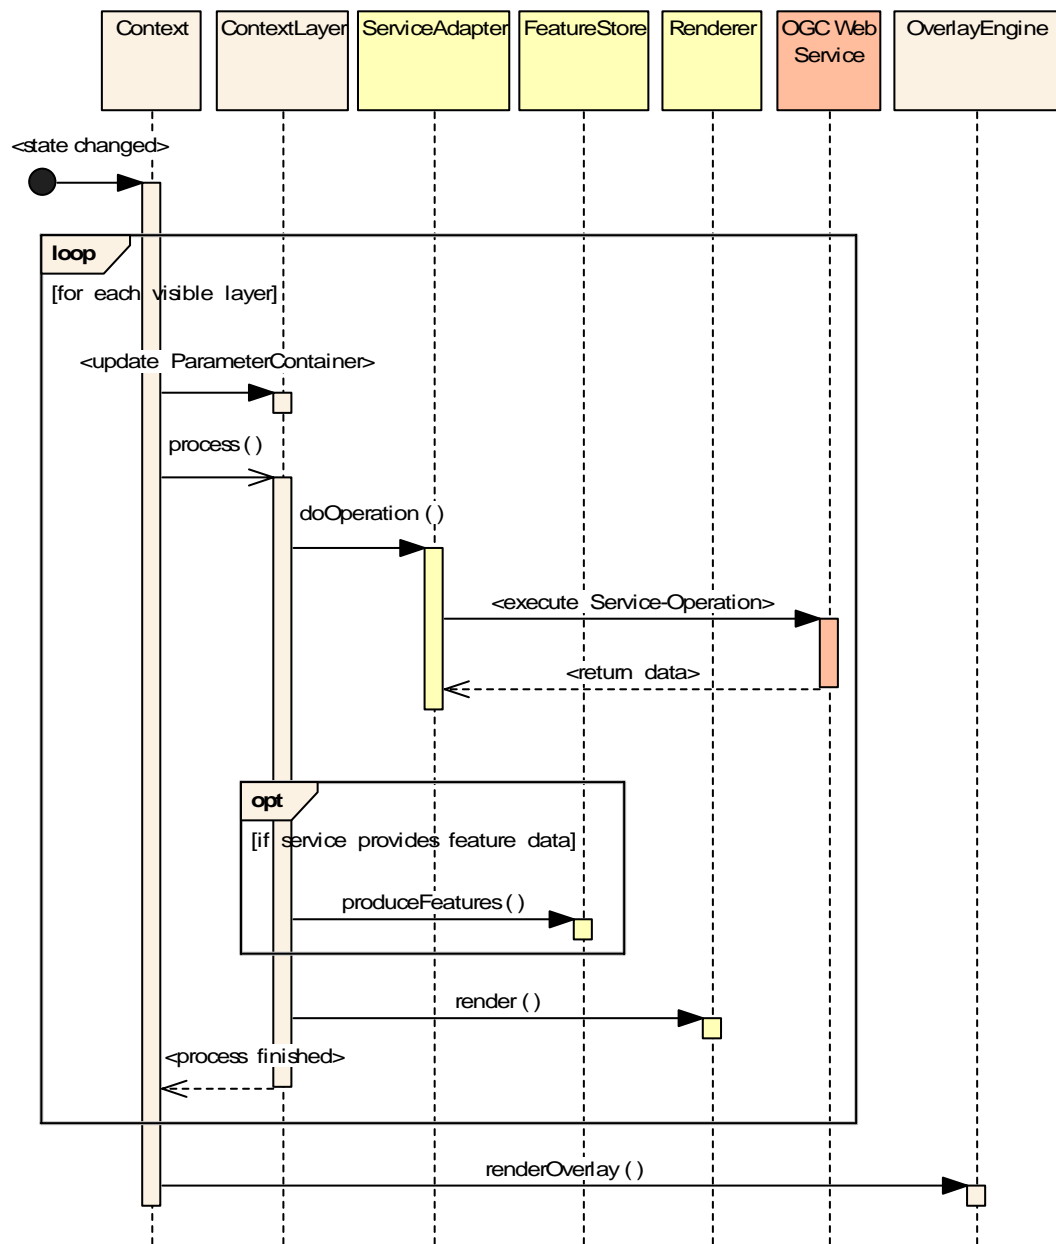 Context
ContextLayer
ServiceAdapter
FeatureStore
Renderer
OGC Web
Service
OverlayEngine
<state changed>
loop
[for each visible layer]
<update ParameterContainer>
process()
doOperation()
<execute Service-Operation>
<return data>
opt
[if service provides feature data]
produceFeatures()
render()
<process finished>
renderOverlay()